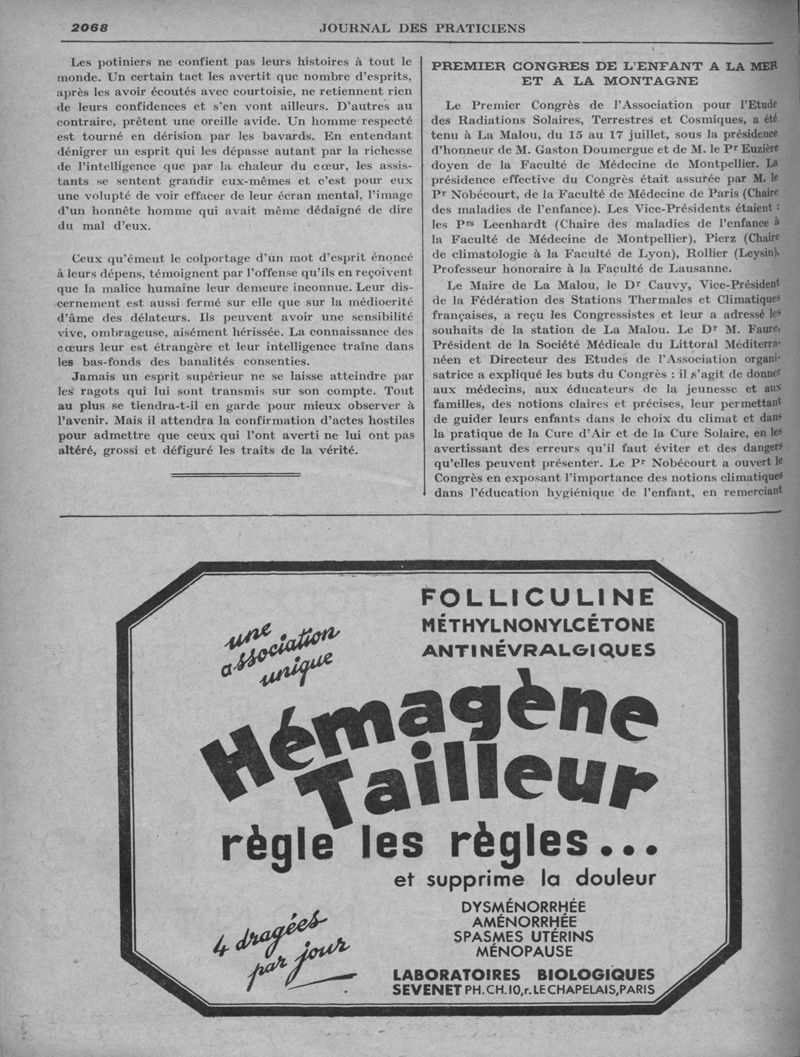 2068
JOURNAL DES PRATICIENS
Les potiniers ne confient pas leurs histoires à tout le
monde. Un certain tact les avertit que nombre d'esprits,
après les avoir écoutés avec courtoisie, ne retiennent rien
de leurs confidences et s'en vont ailleurs. D'autres au
contraire, prêtent une oreille avide. Un homme respecté
est tourné en dérision par les bavards. En entendant
dénigrer un esprit qui les dépasse autant par la richesse
de l'intelligence que par la chaleur du cœur, les assis-
tants se sentent grandir eux-mêmes et c'est pour eux
une volupté de voir effacer de leur écran mental, l'image
d'un honnête homme qui avait même dédaigné de dire
du mal d'eux.
Ceux qu'émeut le colportage d'un mot d'esprit énoncé
à leurs dépens, témoignent par l'offense qu'ils en reçoivent
que la malice humaine leur demeure inconnue. Leur dis-
cernement est aussi fermé sur elle que sur la médiocrité
d'âme des délateurs. Ils peuvent avoir une sensibilité
vive, ombrageuse, aisément hérissée. La connaissance des
cœurs leur est étrangère et leur intelligence traîne dans
les bas-fonds des banalités consenties.
Jamais un esprit supérieur ne se laisse atteindre par
les ragots qui lui sont transmis sur son compte. Tout
au plus se tiendra-t-il en garde pour mieux observer à
l'avenir. Mais il attendra la confirmation d'actes hostiles
pour admettre que ceux qui l'ont averti ne lui ont pas
altéré, grossi et défiguré les traits de la vérité.
PREMIER CONGRES DE L'ENFANT A LA MER
ET A LA MONTAGNE
Le Premier Congrès de l'Association pour l'Etude
des Radiations Solaires, Terrestres et Cosmiques, a été
tenu à La Malou, du 15 au 17 juillet, sous la présidence
d'honneur de M. Gaston Doumergue et de M. le Pr Euzière
doyen de la Faculté de Médecine de Montpellier. La
présidence effective du Congrès était assurée par M. le
Pr Nobécourt, de la Faculté de Médecine de Paris (Chaire
des maladies de l'enfance). Les Vice-Présidents étaient :
les Prs Leenhardt (Chaire des maladies de l'enfance à
la Faculté de Médecine de Montpellier), Pierz (Chaire
de climatologie à la Faculté de Lyon), Rollier (Leysin),
Professeur honoraire à la Faculté de Lausanne.
Le Maire de La Malou, le Dr Cauvy, Vice-Président
de la Fédération des Stations Thermales et Climatiques
françaises, a reçu les Congressistes et leur a adressé les
souhaits de la station de La Malou. Le Dr M. Faure,
Président de la Société Médicale du Littoral Méditerra-
néen et Directeur des Etudes de l'Association organi-
satrice a expliqué les buts du Congrès : il s'agit de donner
aux médecins, aux éducateurs de la jeunesse et aux
familles, des notions claires et précises, leur permettant
de guider leurs enfants dans le choix du climat et dans
la pratique de la Cure d'Air et de la Cure Solaire, en les
avertissant des erreurs qu'il faut éviter et des dangers
qu'elles peuvent présenter. Le Pr Nobécourt a ouvert le
Congrès en exposant l'importance des notions climatiques
dans l'éducation hygiénique de l'enfant, en remerciant
une
association
unique
FOLLICULINE
MÉTHYLNONYLCÉTONE
ANTINÉVRALGIQUES
Hémagène
Tailleur
règle les règles...
et supprime la douleur
4 dragées
par jour
DYSMÉNORRHÉE
AMÉNORRHÉE
SPASMES UTÉRINS
MÉNOPAUSE
LABORATOIRES BIOLOGIQUES
SEVENET PH. CH. 10, r. LE CHAPELAIS, PARIS